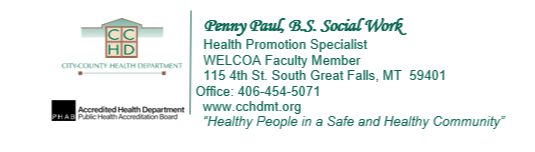 CC
HD
CITY-COUNTY HEALTH DEPARTMENT
PHAB Accredited Health Department
Public Health Accreditation Board
Penny Paul, B.S. Social Work
Health Promotion Specialist
WELCOA Faculty Member
115 4th St. South Great Falls, MT 59401
Office: 406-454-5071
www.cchdmt.org
“Healthy People in a Safe and Healthy Community”